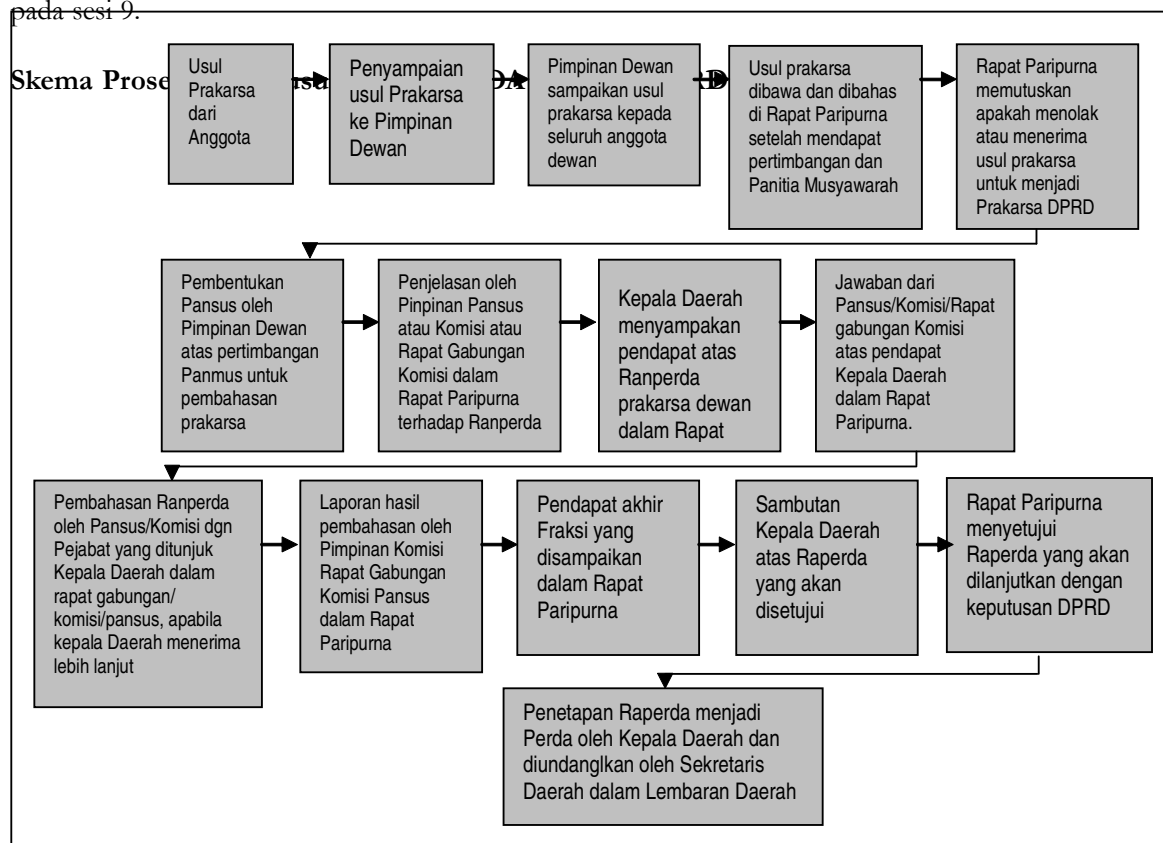 pada sesi 9.
Skema Prose
Usul
Prakarsa
dari
Anggota
Penyampaian
usul Prakarsa
ke Pimpinan
Dewan
Pimpinan Dewan
sampaikan usul
prakarsa kepada
seluruh anggota
dewan
Usul prakarsa
dibawa dan dibahas
di Rapat Paripurna
setelah mendapat
pertimbangan dan
Panitia Musyawarah
Rapat Paripurna
memutuskan
apakah menolak
atau menerima
usul prakarsa
untuk menjadi
Prakarsa DPRD
Pembentukan
Pansus oleh
Pimpinan Dewan
atas pertimbangan
Panmus untuk
pembahasan
prakarsa
Penjelasan oleh
Pinpinan Pansus
atau Komisi atau
Rapat Gabungan
Komisi dalam
Rapat Paripurna
terhadap Ranperda
Kepala Daerah
menyampakan
pendapat atas
Ranperda
prakarsa dewan
dalam Rapat
Jawaban dari
Pansus/Komisi/Rapat
gabungan Komisi
atas pendapat
Kepala Daerah
dalam Rapat
Paripurna.
Pembahasan Ranperda
oleh Pansus/Komisi dgn
Pejabat yang ditunjuk
Kepala Daerah dalam
rapat gabungan/
komisi/pansus, apabila
kepala Daerah menerima
lebih lanjut
Laporan hasil
pembahasan oleh
Pimpinan Komisi
Rapat Gabungan
Komisi Pansus
dalam Rapat
Paripurna
Pendapat akhir
Fraksi yang
disampaikan
dalam Rapat
Paripurna
Sambutan
Kepala Daerah
atas Raperda
yang akan
disetujui
Rapat Paripurna
menyetujui
Raperda yang akan
dilanjutkan dengan
keputusan DPRD
Penetapan Raperda menjadi
Perda oleh Kepala Daerah dan
diundanglkan oleh Sekretaris
Daerah dalam Lembaran Daerah